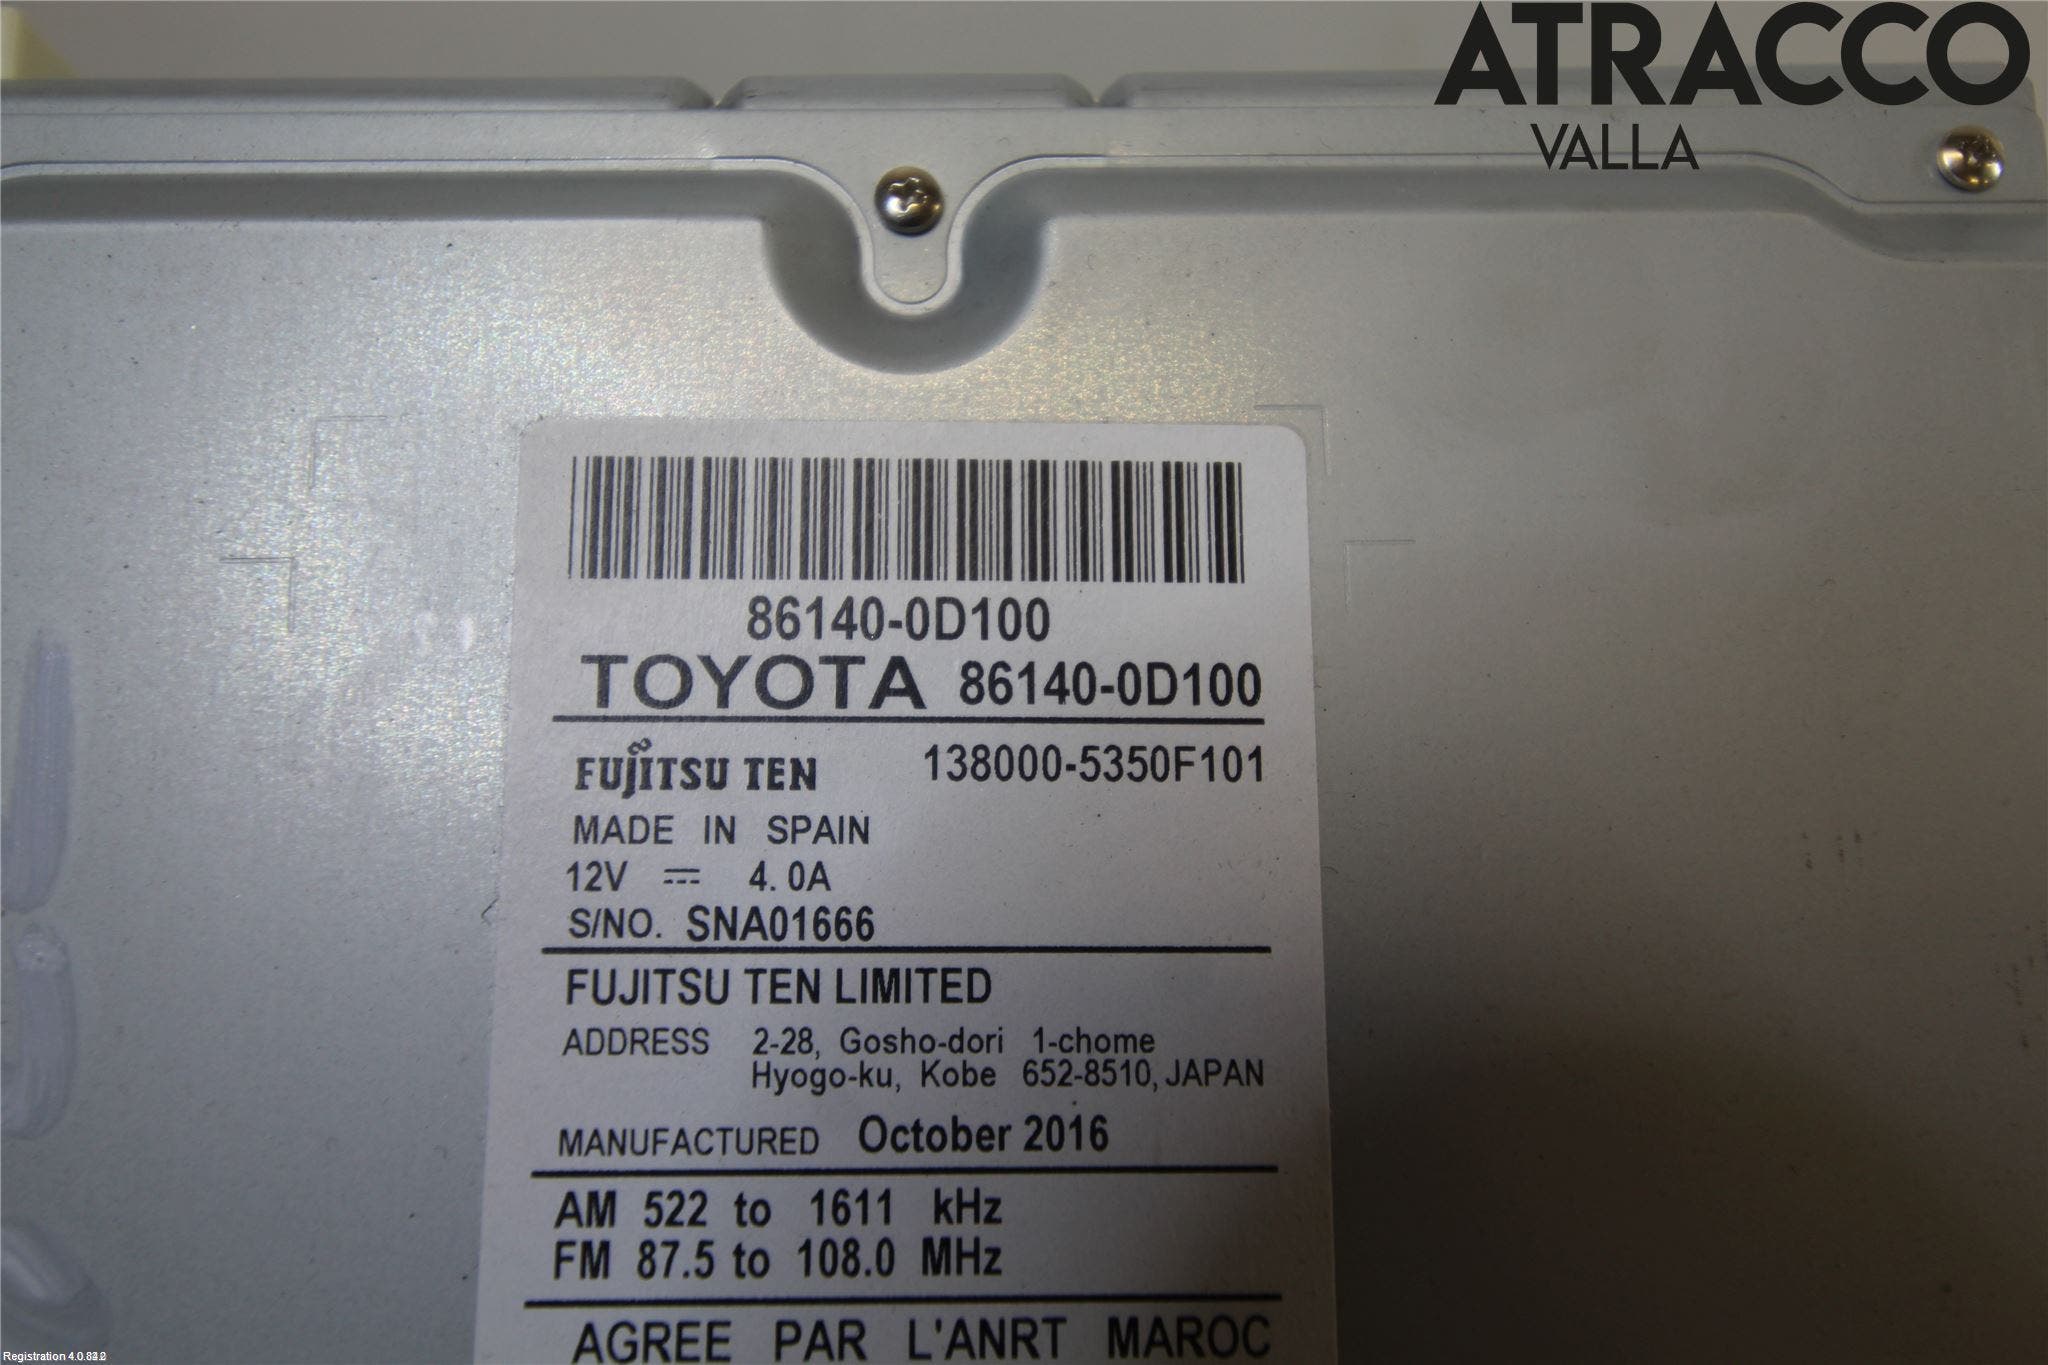 ATRACCO
VALLA
86140-0D100
TOYOTA 86140-0D100
FUJITSU TEN 138000-5350F101
MADE IN SPAIN
12V ⎓ 4.0A
S/NO. SNA01666
FUJITSU TEN LIMITED
ADDRESS 2-28, Gosho-dori 1-chome
Hyogo-ku, Kobe 652-8510, JAPAN
MANUFACTURED October 2016
AM 522 to 1611 kHz
FM 87.5 to 108.0 MHz
AGREE PAR L'ANRT MAROC
Registration